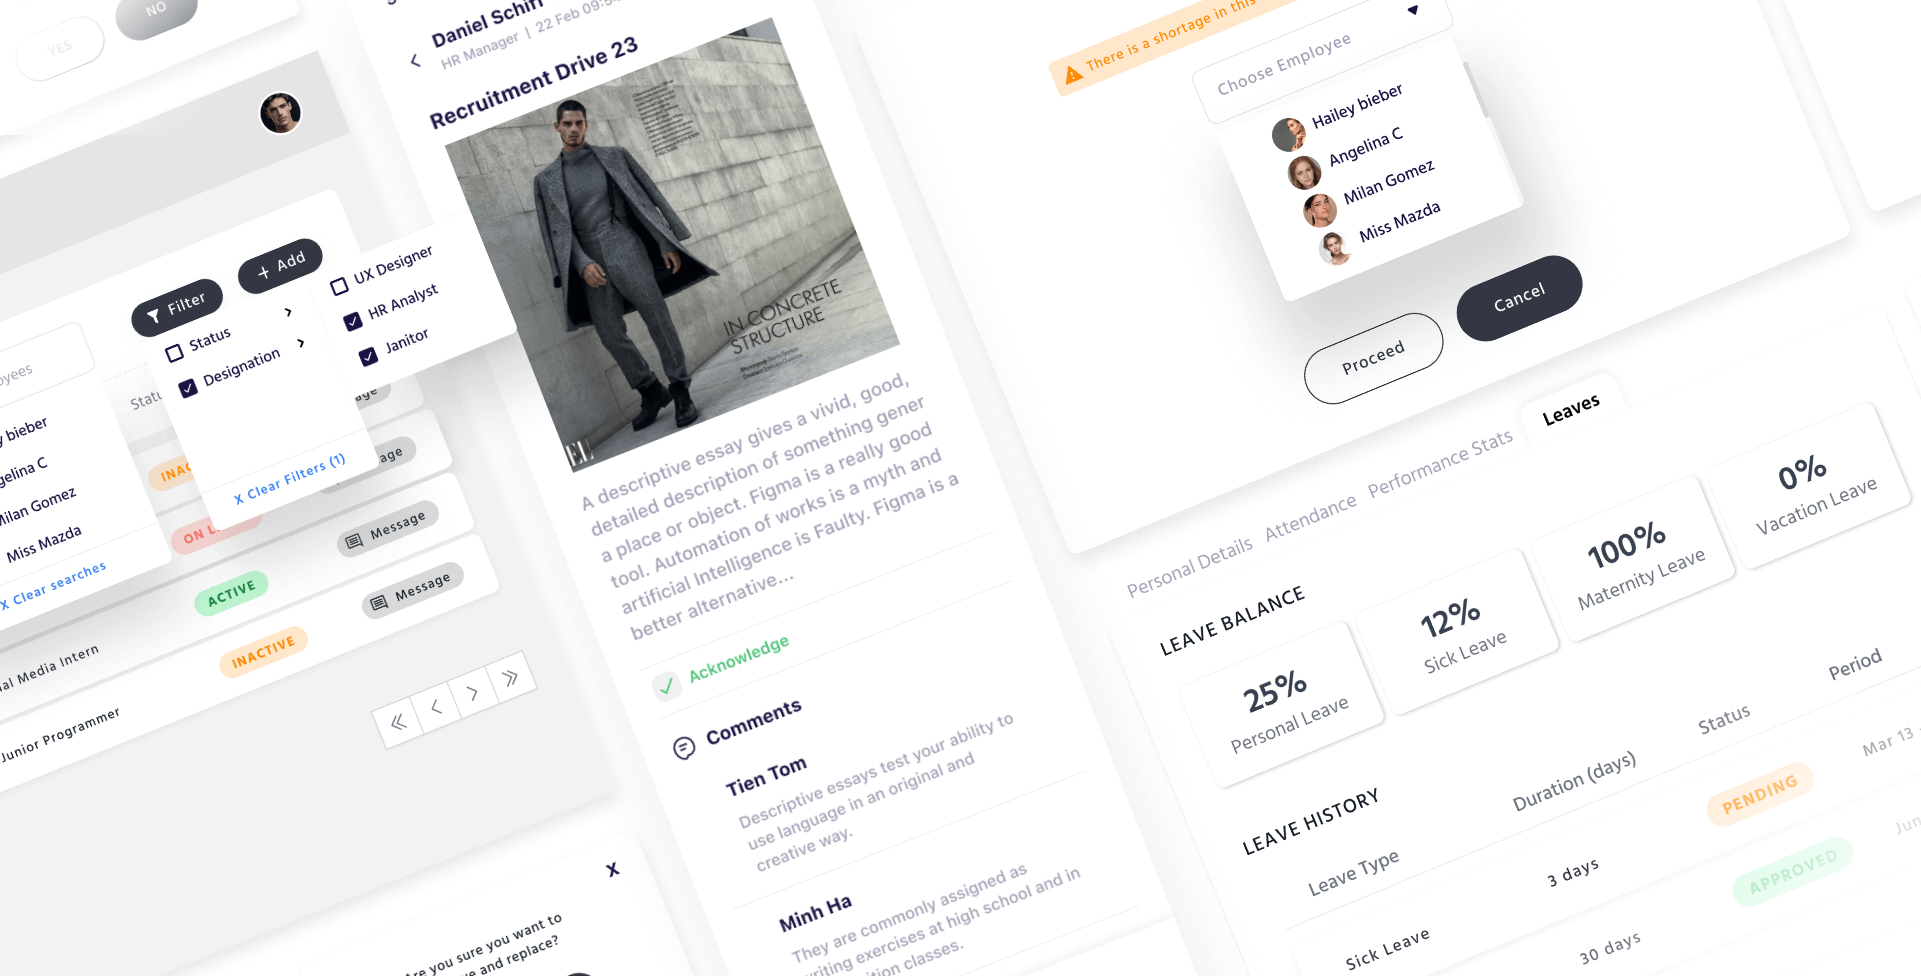 YES
NO
Filter
+ Add
Status
Designation
X Clear Filters (1)
UX Designer
HR Analyst
Janitor
yees
y bieber
gelina C
Milan Gomez
Miss Mazda
X Clear searches
Statu
INAC
ON L
age
age
Message
ACTIVE
Message
INACTIVE
al Media Intern
Junior Programmer
X
Are you sure you want to
ve and replace?
Daniel Schiff
HR Manager | 22 Feb 09:5
Recruitment Drive 23
IN CONCRETE
STRUCTURE
A descriptive essay gives a vivid, good,
detailed description of something gener
a place or object. Figma is a really good
tool. Automation of works is a myth and
artificial Intelligence is Faulty. Figma is a
better alternative...
Acknowledge
Comments
Tien Tom
Descriptive essays test your ability to
use language in an original and
creative way.
Minh Ha
They are commonly assigned as
writing exercises at high school and in
ition classes.
There is a shortage in this
Choose Employee
Hailey bieber
Angelina C
Milan Gomez
Miss Mazda
Proceed
Cancel
Personal Details
Attendance
Performance Stats
Leaves
LEAVE BALANCE
25%
Personal Leave
12%
Sick Leave
100%
Maternity Leave
0%
Vacation Leave
LEAVE HISTORY
Leave Type
Duration (days)
Status
Period
Sick Leave
3 days
PENDING
Mar 13
30 days
APPROVED
Jun